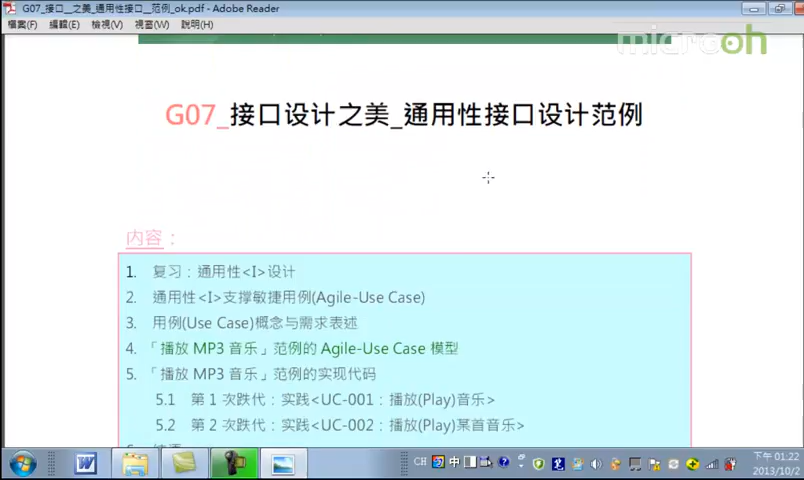 G07_接口__之美_通用性接口__范例_ok.pdf - Adobe Reader
檔案(F) 編輯(E) 檢視(V) 視窗(W) 說明(H)
microoh
G07_接口设计之美_通用性接口设计范例
内容：
1. 复习：通用性<I>设计
2. 通用性<I>支撑敏捷用例(Agile-Use Case)
3. 用例(Use Case)概念与需求表述
4. 「播放 MP3 音乐」范例的 Agile-Use Case 模型
5. 「播放 MP3 音乐」范例的实现代码
5.1 第 1 次跌代：实践<UC-001：播放(Play)音乐>
5.2 第 2 次跌代：实践<UC-002：播放(Play)某首音乐>
CH 中
下午 01:22
2013/10/2